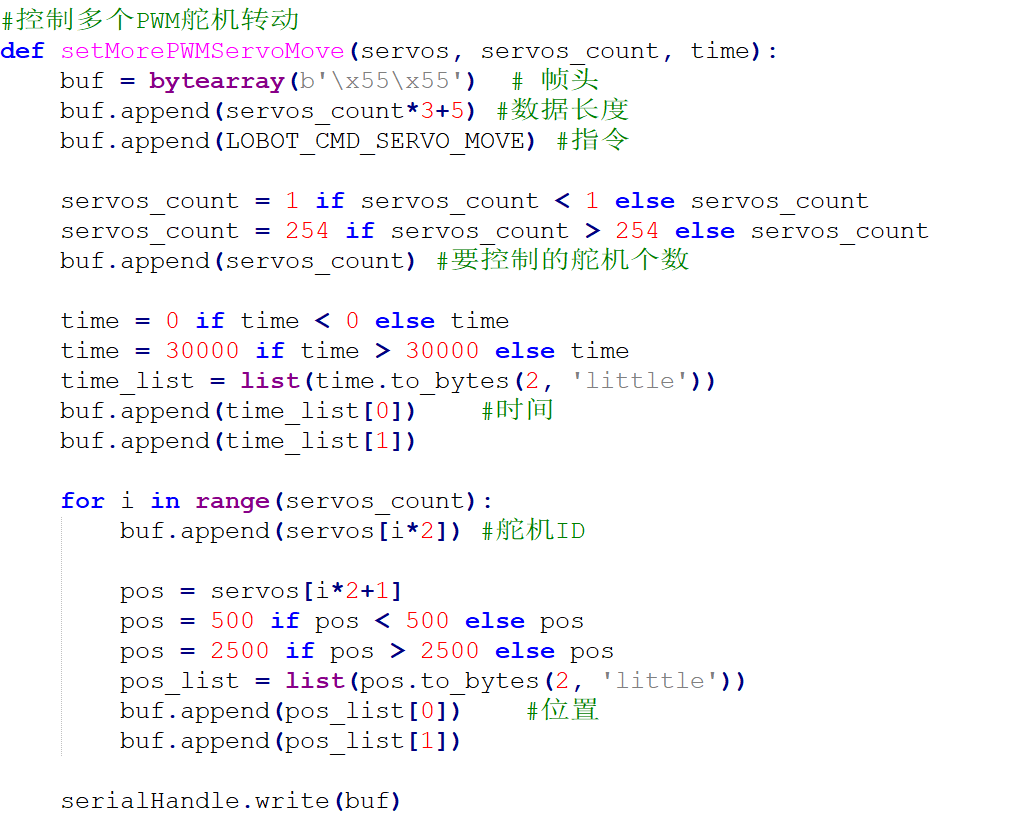 #控制多个PWM舵机转动
def setMorePWMServoMove(servos, servos_count, time):
    buf = bytearray(b'\x55\x55')  # 帧头
    buf.append(servos_count*3+5) #数据长度
    buf.append(LOBOT_CMD_SERVO_MOVE) #指令

    servos_count = 1 if servos_count < 1 else servos_count
    servos_count = 254 if servos_count > 254 else servos_count
    buf.append(servos_count) #要控制的舵机个数

    time = 0 if time < 0 else time
    time = 30000 if time > 30000 else time
    time_list = list(time.to_bytes(2, 'little'))
    buf.append(time_list[0])    #时间
    buf.append(time_list[1])

    for i in range(servos_count):
        buf.append(servos[i*2]) #舵机ID

        pos = servos[i*2+1]
        pos = 500 if pos < 500 else pos
        pos = 2500 if pos > 2500 else pos
        pos_list = list(pos.to_bytes(2, 'little'))
        buf.append(pos_list[0])    #位置
        buf.append(pos_list[1])

    serialHandle.write(buf)